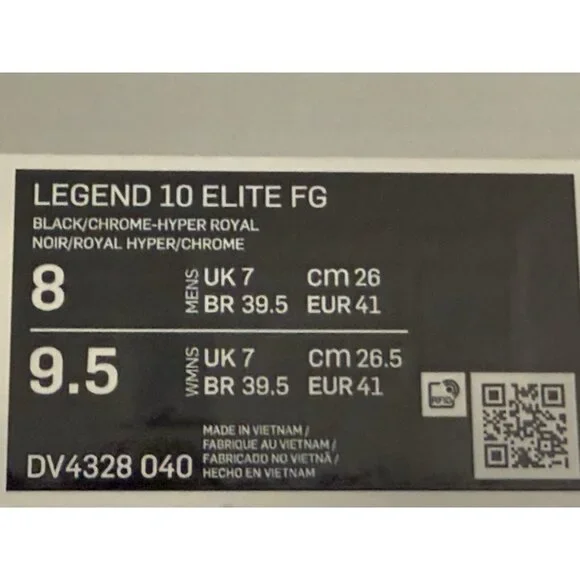 LEGEND 10 ELITE FG
BLACK/CHROME-HYPER ROYAL
NOIR/ROYAL HYPER/CHROME
8 MENS UK 7 cm 26
BR 39.5 EUR 41
9.5 WMNS UK 7 cm 26.5
BR 39.5 EUR 41
RFID
MADE IN VIETNAM /
FABRIQUE AU VIETNAM /
FABRICADO NO VIETNÃ /
HECHO EN VIETNAM
DV4328 040